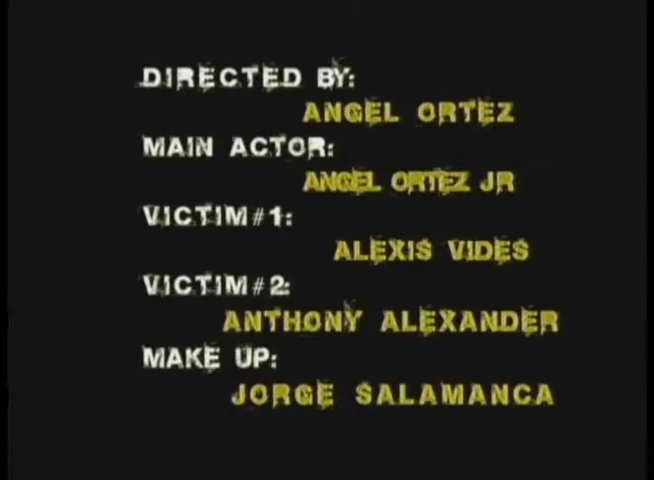 DIRECTED BY:
ANGEL ORTEZ
MAIN ACTOR:
ANGEL ORTEZ JR
VICTIM#1:
ALEXIS VIDES
VICTIM#2:
ANTHONY ALEXANDER
MAKE UP:
JORGE SALAMANCA